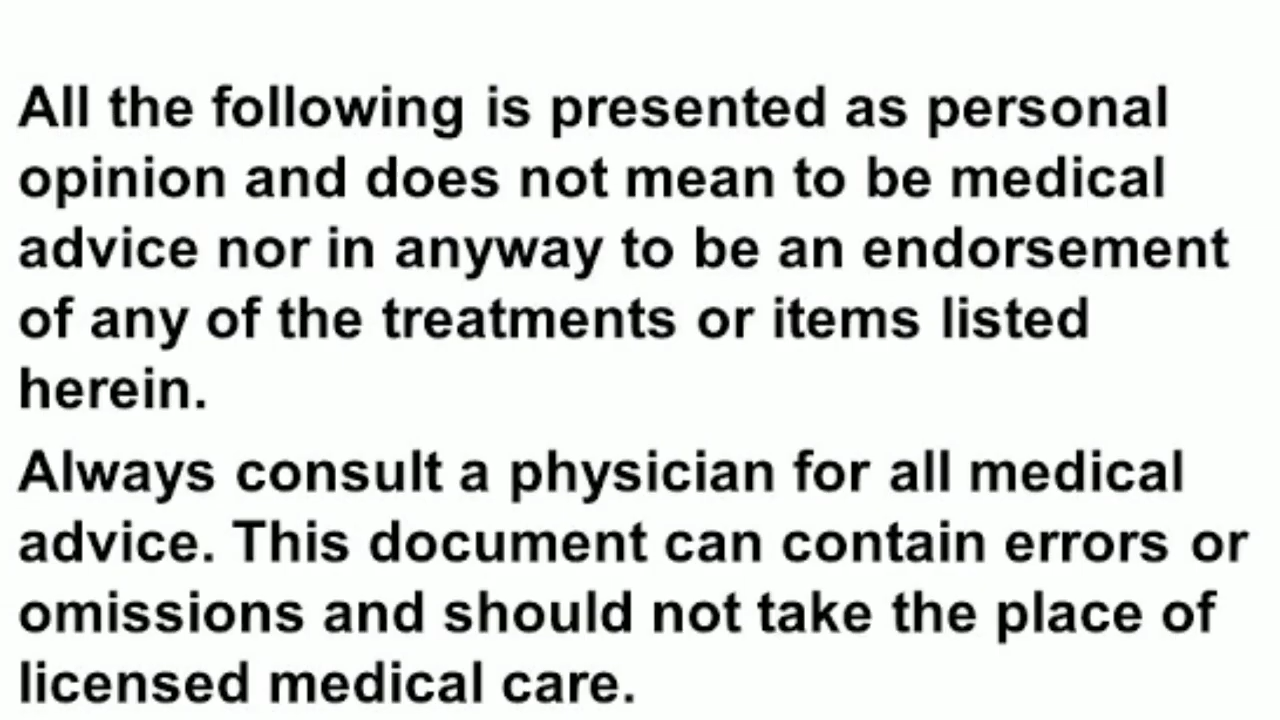 All the following is presented as personal
opinion and does not mean to be medical
advice nor in anyway to be an endorsement
of any of the treatments or items listed
herein.
Always consult a physician for all medical
advice. This document can contain errors or
omissions and should not take the place of
licensed medical care.